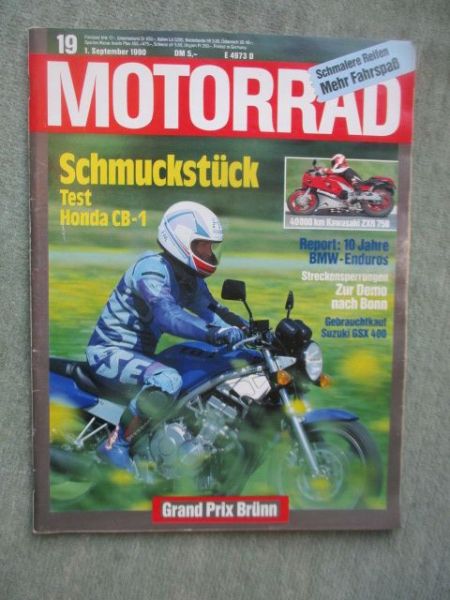 19
1. September 1990
DM 5,–
E 4973 D
MOTORRAD
Schmalere Reifen
Mehr Fahrspaß
Schmuckstück
Test
Honda CB-1
40 000 km Kawasaki ZXR 750
Report: 10 Jahre
BMW-Enduros
Streckensperrungen
Zur Demo
nach Bonn
Gebrauchtkauf
Suzuki GSX 400
Grand Prix Brünn